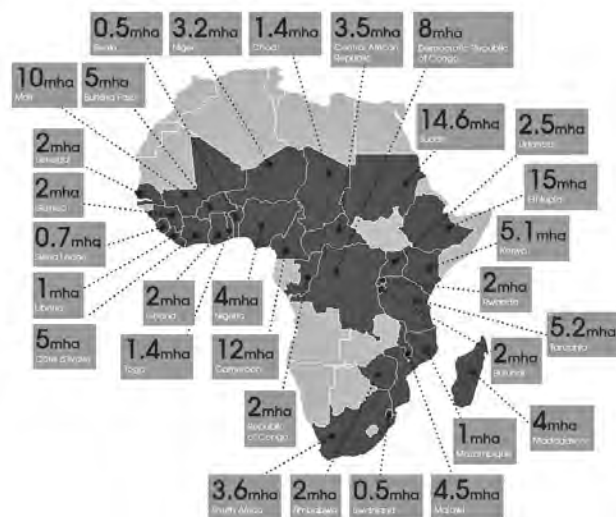 0.5mha
Benin
3.2mha
Niger
1.4mha
Chad
3.5mha
Central African
Republic
8mha
Democratic Republic
of Congo
10mha
Mali
5mha
Burkina Faso
14.6mha
Sudan
2.5mha
15mha
Ethiopia
2mha
Senegal
2mha
Guinea
0.7mha
Sierra Leone
1mha
Liberia
5mha
Côte d'Ivoire
5.1mha
Kenya
2mha
Rwanda
5.2mha
Tanzania
2mha
Ghana
4mha
Nigeria
1.4mha
Togo
12mha
Cameroon
2mha
Burundi
2mha
Republic
of Congo
1mha
Mozambique
4mha
Madagascar
3.6mha
South Africa
2mha
Zimbabwe
0.5mha
Swaziland
4.5mha
Malawi